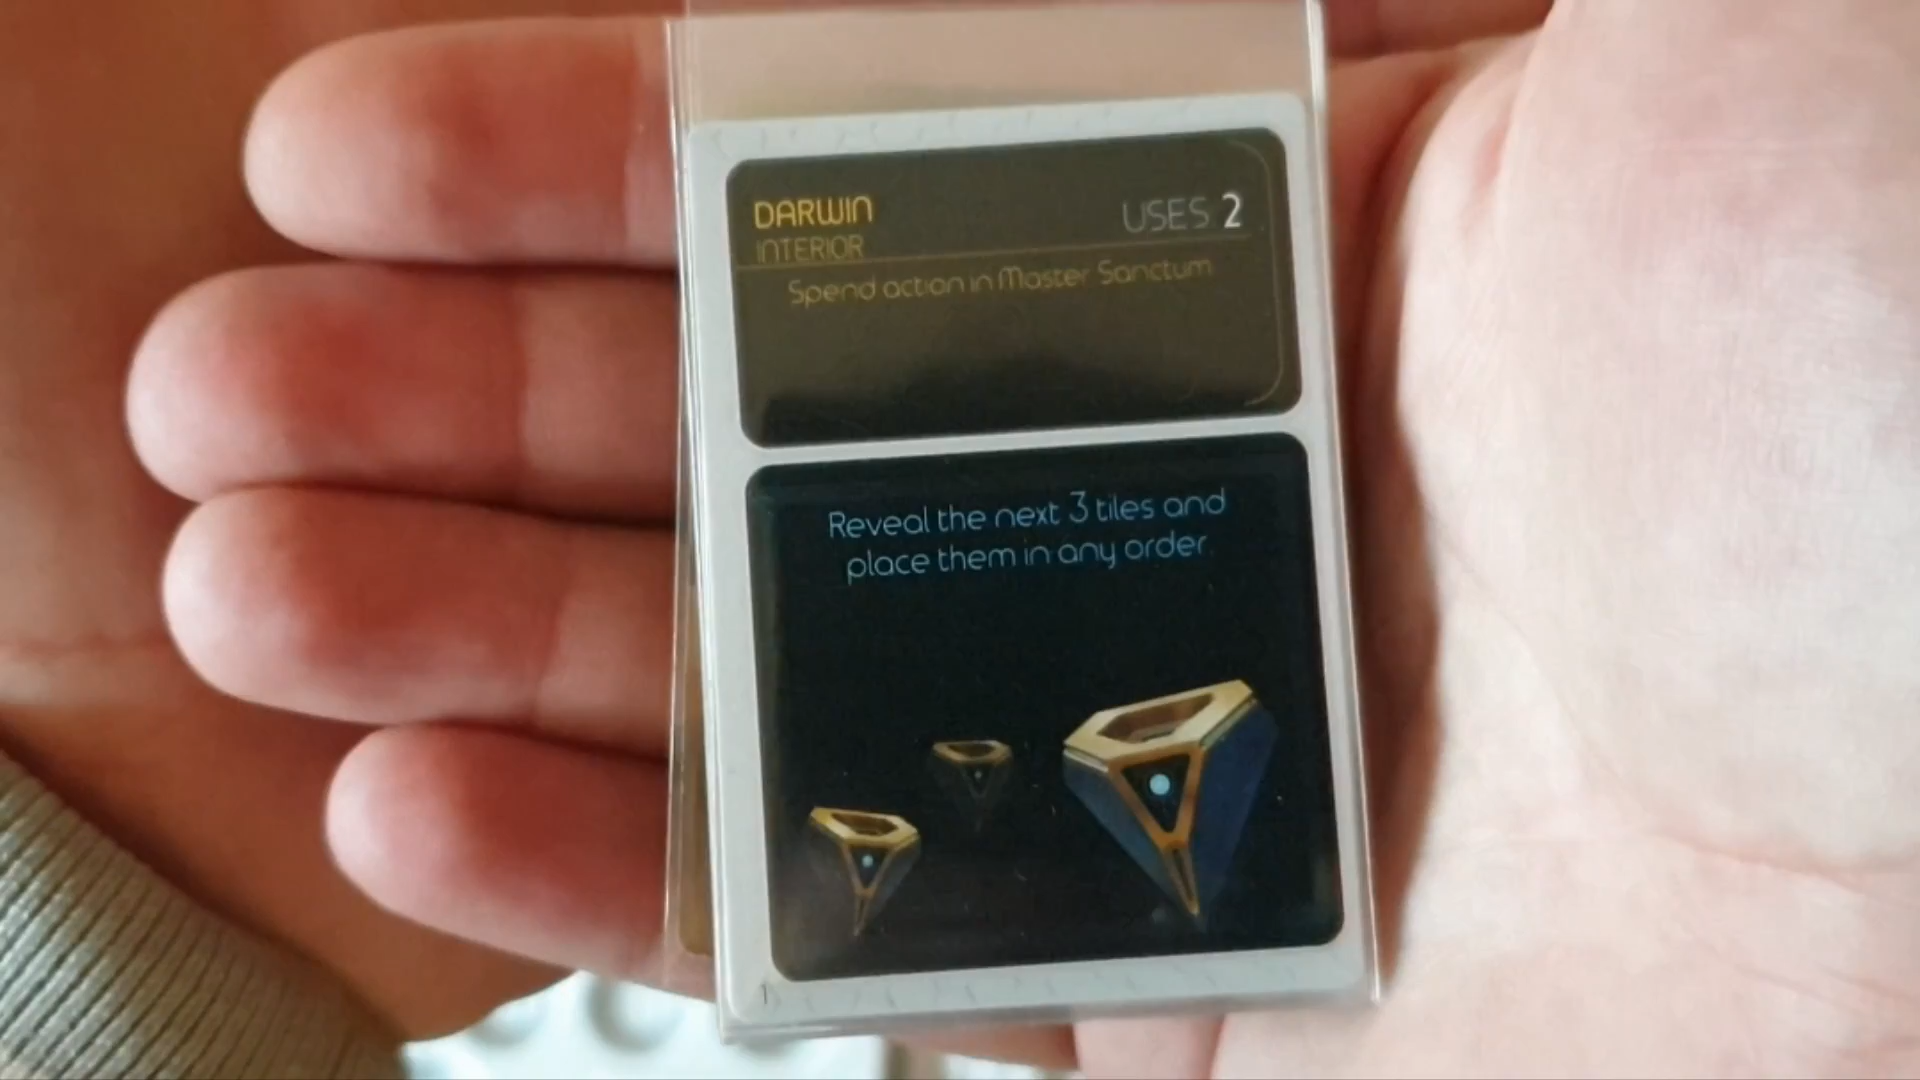 DARWIN
USES 2
INTERIOR
Spend action in Master Sanctum
Reveal the next 3 tiles and
place them in any order.
1